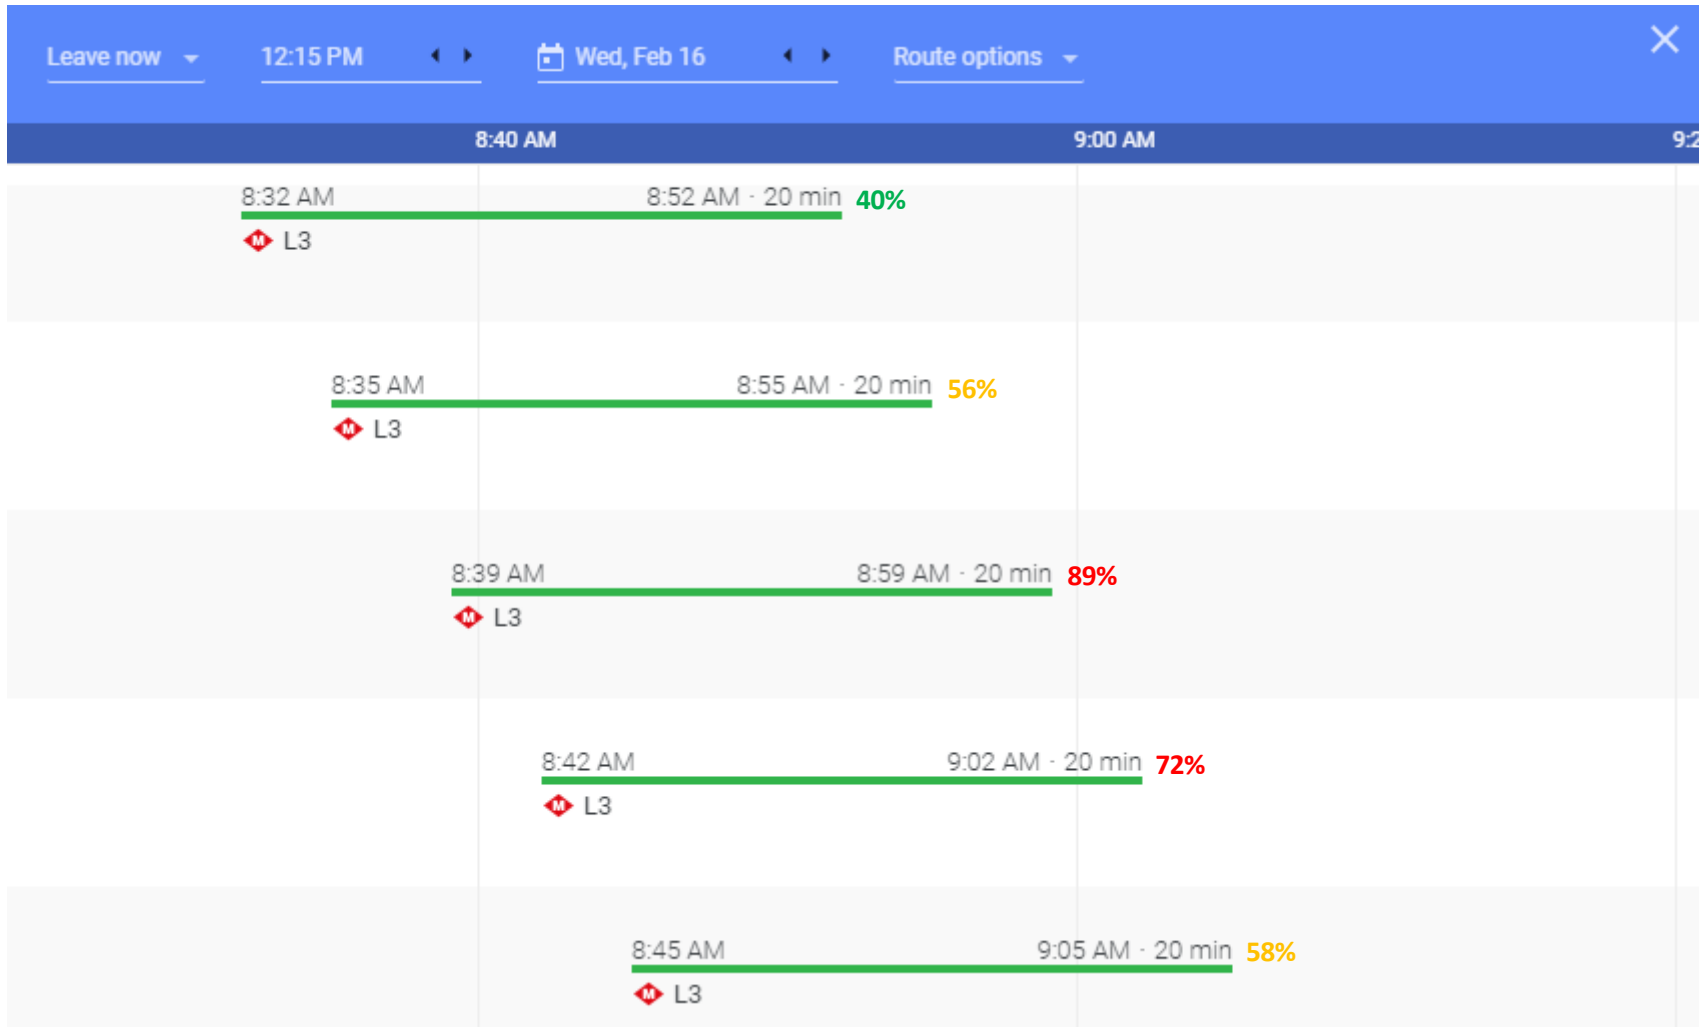 Leave now 12:15 PM Wed, Feb 16 Route options
8:40 AM 9:00 AM 9:2
8:32 AM 8:52 AM · 20 min 40%
M L3
8:35 AM 8:55 AM · 20 min 56%
M L3
8:39 AM 8:59 AM · 20 min 89%
M L3
8:42 AM 9:02 AM · 20 min 72%
M L3
8:45 AM 9:05 AM · 20 min 58%
M L3